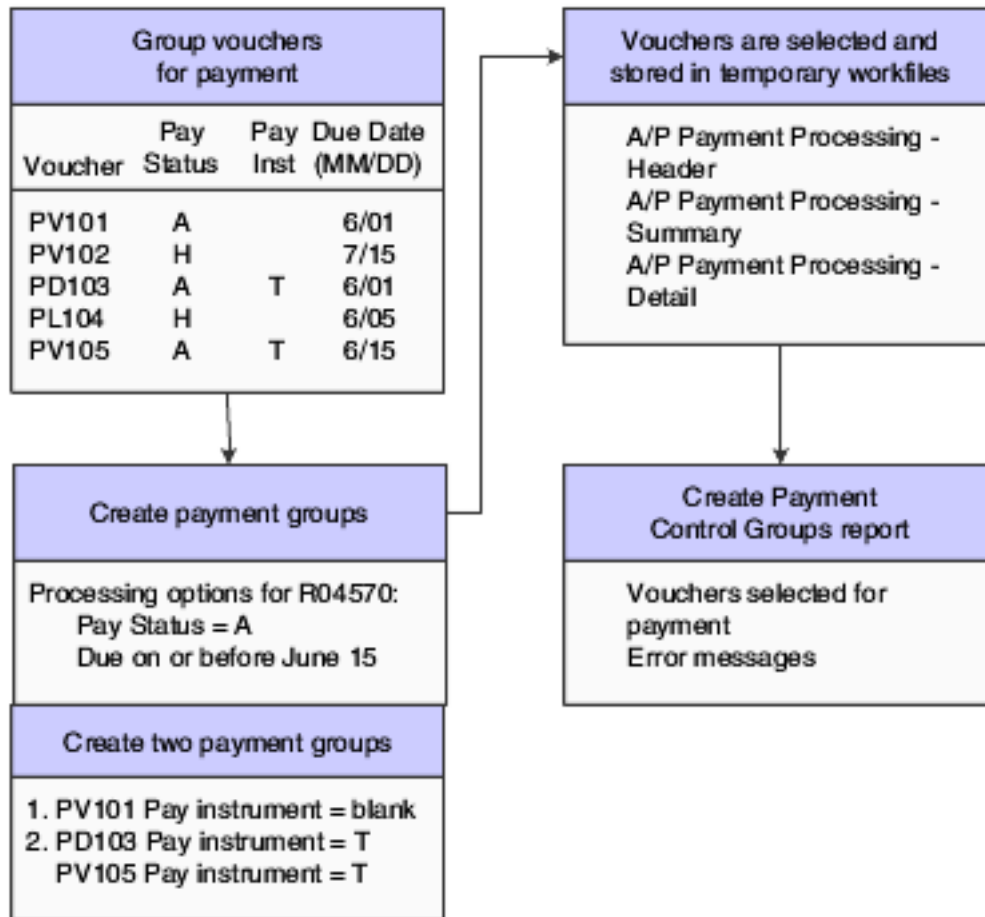 Group vouchers
for payment
Pay Pay Due Date
Voucher Status Inst (MM/DD)
PV101 A 6/01
PV102 H 7/15
PD103 A T 6/01
PL104 H 6/05
PV105 A T 6/15
Create payment groups
Processing options for R04570:
Pay Status = A
Due on or before June 15
Create two payment groups
1. PV101 Pay instrument = blank
2. PD103 Pay instrument = T
PV105 Pay instrument = T
Vouchers are selected and
stored in temporary workfiles
A/P Payment Processing -
Header
A/P Payment Processing -
Summary
A/P Payment Processing -
Detail
Create Payment
Control Groups report
Vouchers selected for
payment
Error messages